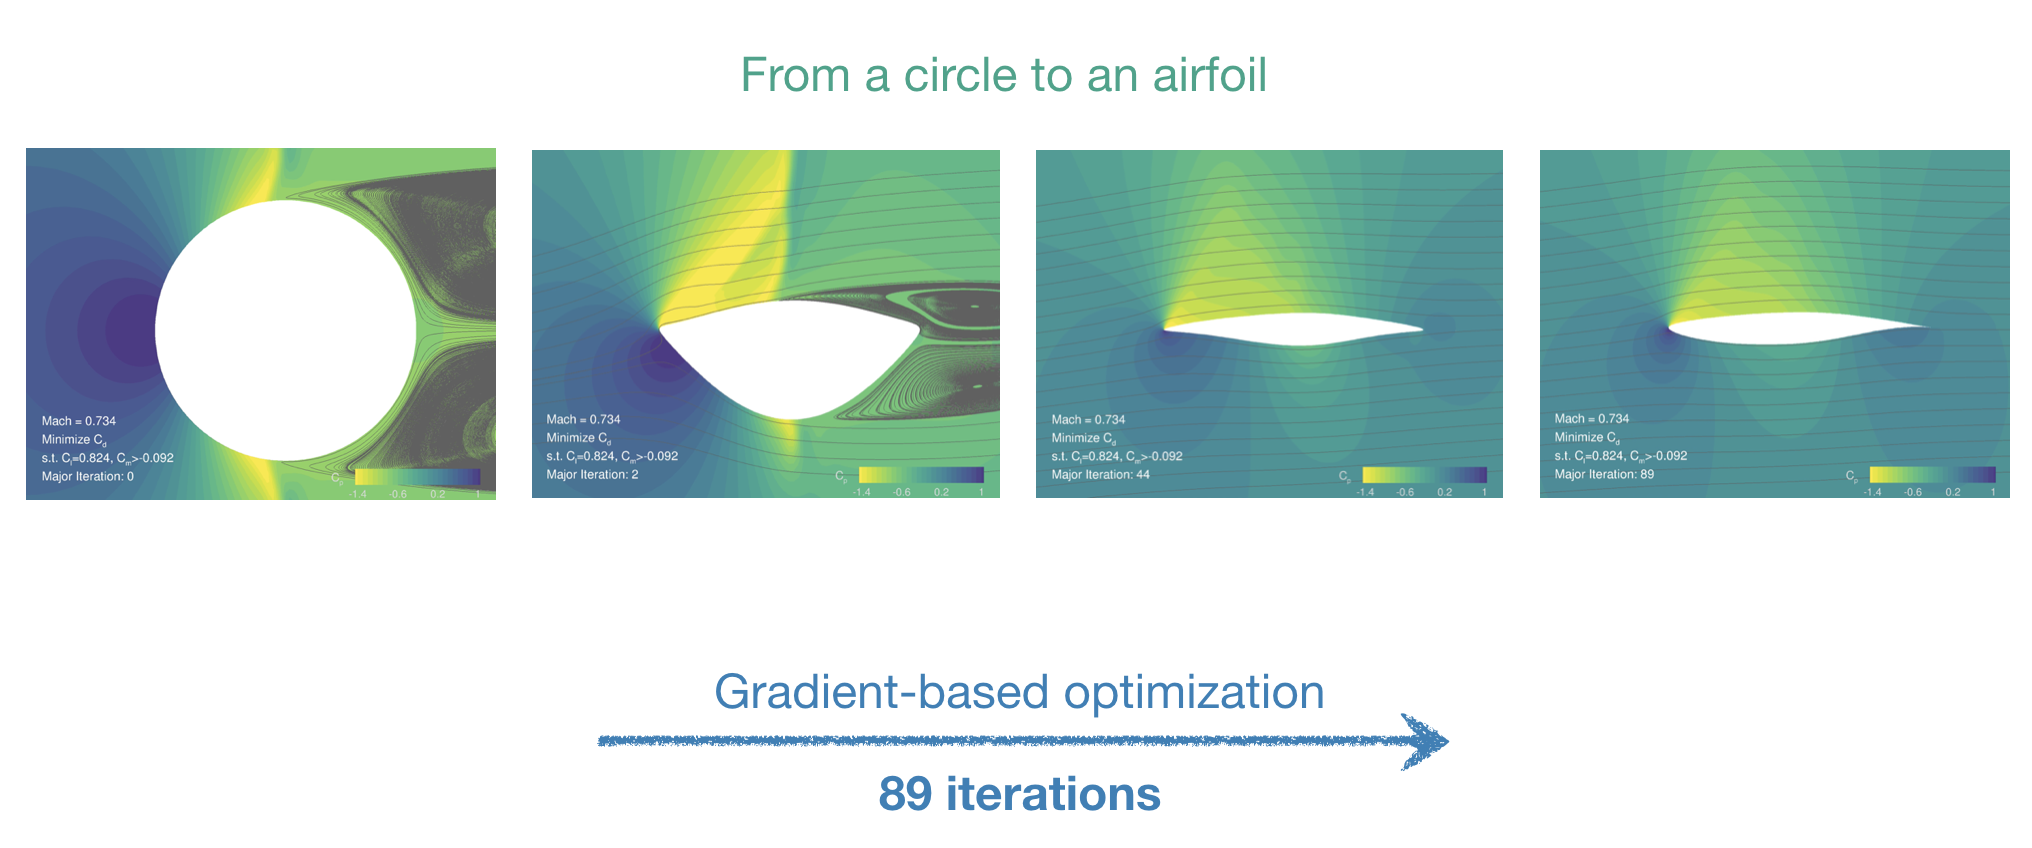 From a circle to an airfoil
Mach = 0.734
Minimize C_d
s.t. C_l=0.824, C_m>-0.092
Major Iteration: 0
C_p
-1.4 -0.6 0.2 1
Mach = 0.734
Minimize C_d
s.t. C_l=0.824, C_m>-0.092
Major Iteration: 2
C_p
-1.4 -0.6 0.2 1
Mach = 0.734
Minimize C_d
s.t. C_l=0.824, C_m>-0.092
Major Iteration: 44
C_p
-1.4 -0.6 0.2 1
Mach = 0.734
Minimize C_d
s.t. C_l=0.824, C_m>-0.092
Major Iteration: 89
C_p
-1.4 -0.6 0.2 1
Gradient-based optimization
89 iterations